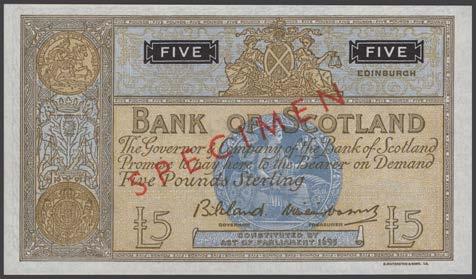 FIVE FIVE
EDINBURGH
BANK OF SCOTLAND
SPECIMEN
The Governor & Company of the Bank of Scotland
Promise to pay here to the Bearer on Demand
Five Pounds Sterling
£5 £5
GOVERNOR TREASURER
CONSTITUTED BY
ACT OF PARLIAMENT 1695